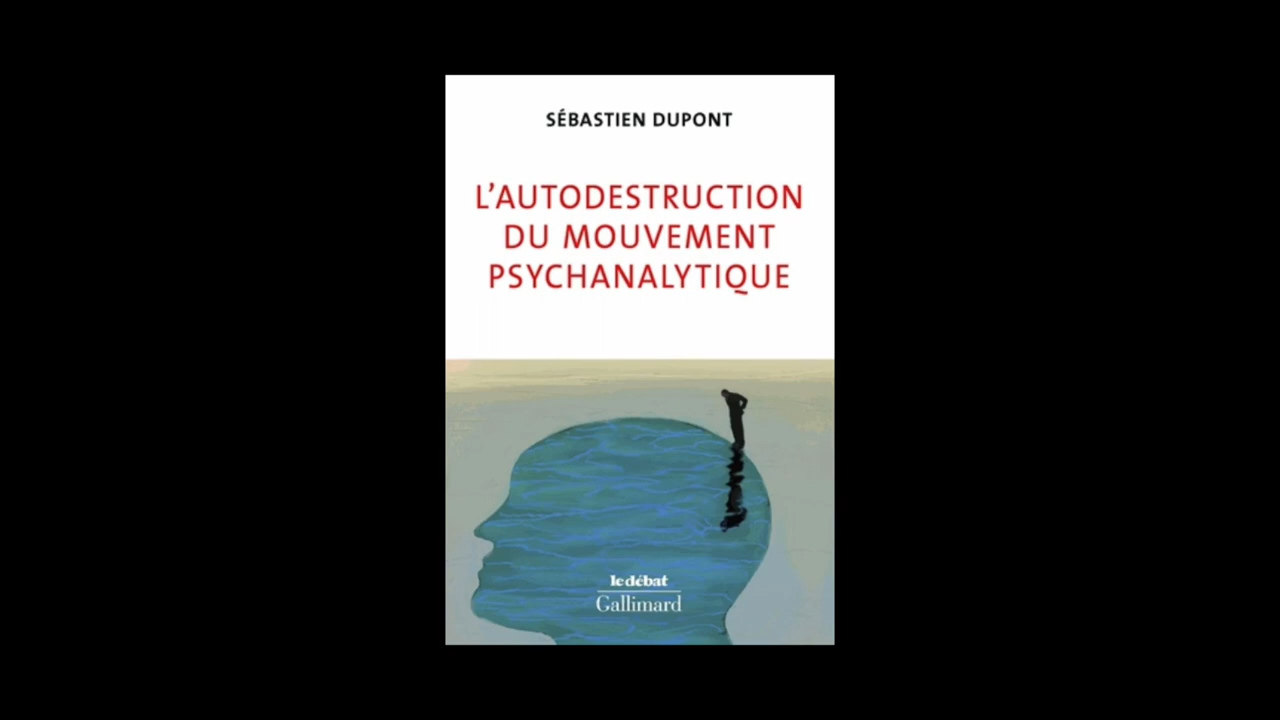 SÉBASTIEN DUPONT
L'AUTODESTRUCTION
DU MOUVEMENT
PSYCHANALYTIQUE
le débat
Gallimard